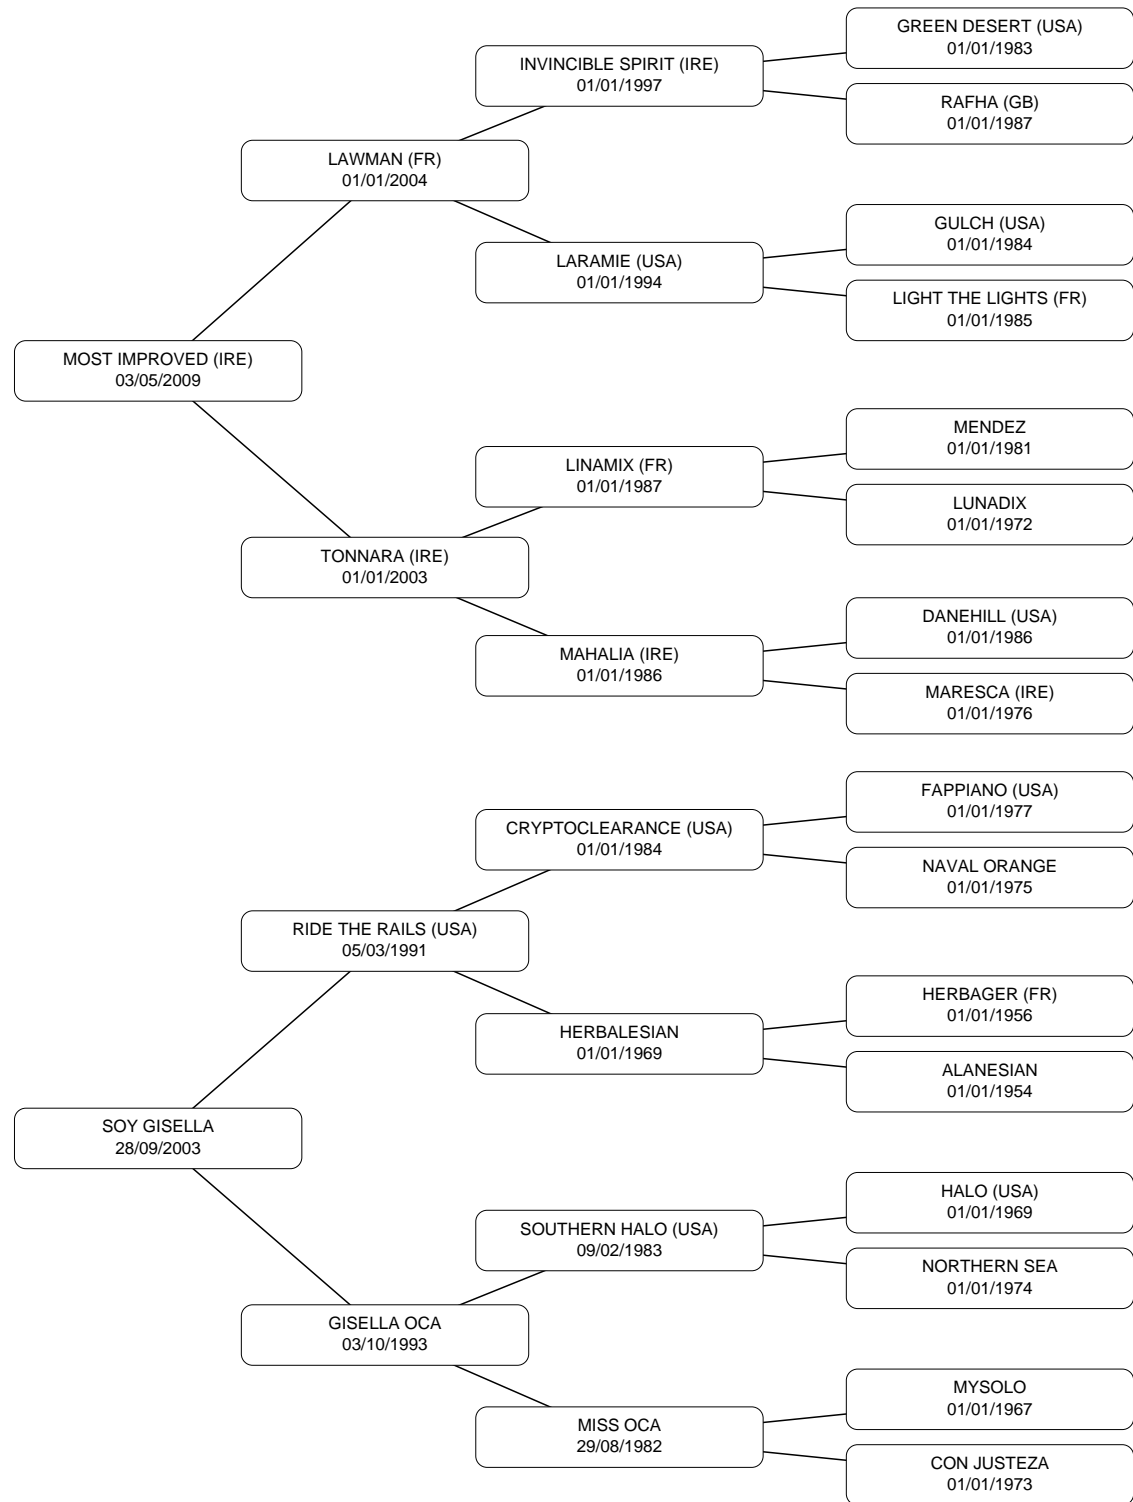 GREEN DESERT (USA)
01/01/1983
INVINCIBLE SPIRIT (IRE)
01/01/1997
RAFHA (GB)
01/01/1987
LAWMAN (FR)
01/01/2004
GULCH (USA)
01/01/1984
LARAMIE (USA)
01/01/1994
LIGHT THE LIGHTS (FR)
01/01/1985
MOST IMPROVED (IRE)
03/05/2009
MENDEZ
01/01/1981
LINAMIX (FR)
01/01/1987
LUNADIX
01/01/1972
TONNARA (IRE)
01/01/2003
DANEHILL (USA)
01/01/1986
MAHALIA (IRE)
01/01/1986
MARESCA (IRE)
01/01/1976
FAPPIANO (USA)
01/01/1977
CRYPTOCLEARANCE (USA)
01/01/1984
NAVAL ORANGE
01/01/1975
RIDE THE RAILS (USA)
05/03/1991
HERBAGER (FR)
01/01/1956
HERBALESIAN
01/01/1969
ALANESIAN
01/01/1954
SOY GISELLA
28/09/2003
HALO (USA)
01/01/1969
SOUTHERN HALO (USA)
09/02/1983
NORTHERN SEA
01/01/1974
GISELLA OCA
03/10/1993
MYSOLO
01/01/1967
MISS OCA
29/08/1982
CON JUSTEZA
01/01/1973